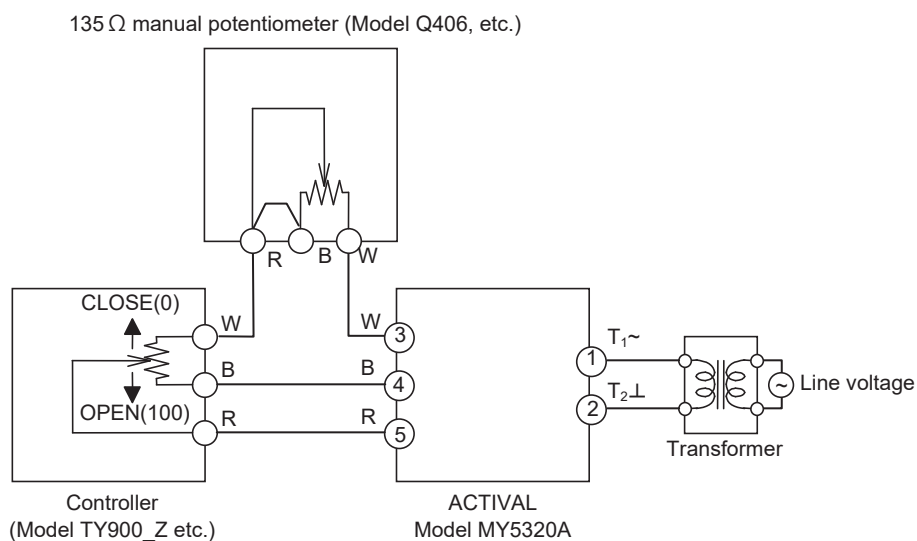 135 Ω manual potentiometer (Model Q406, etc.)
R
B
W
CLOSE(0)
OPEN(100)
W
B
R
W
B
R
3
4
5
1
2
T₁~
T₂⊥
~
Line voltage
Transformer
Controller
(Model TY900_Z etc.)
ACTIVAL
Model MY5320A